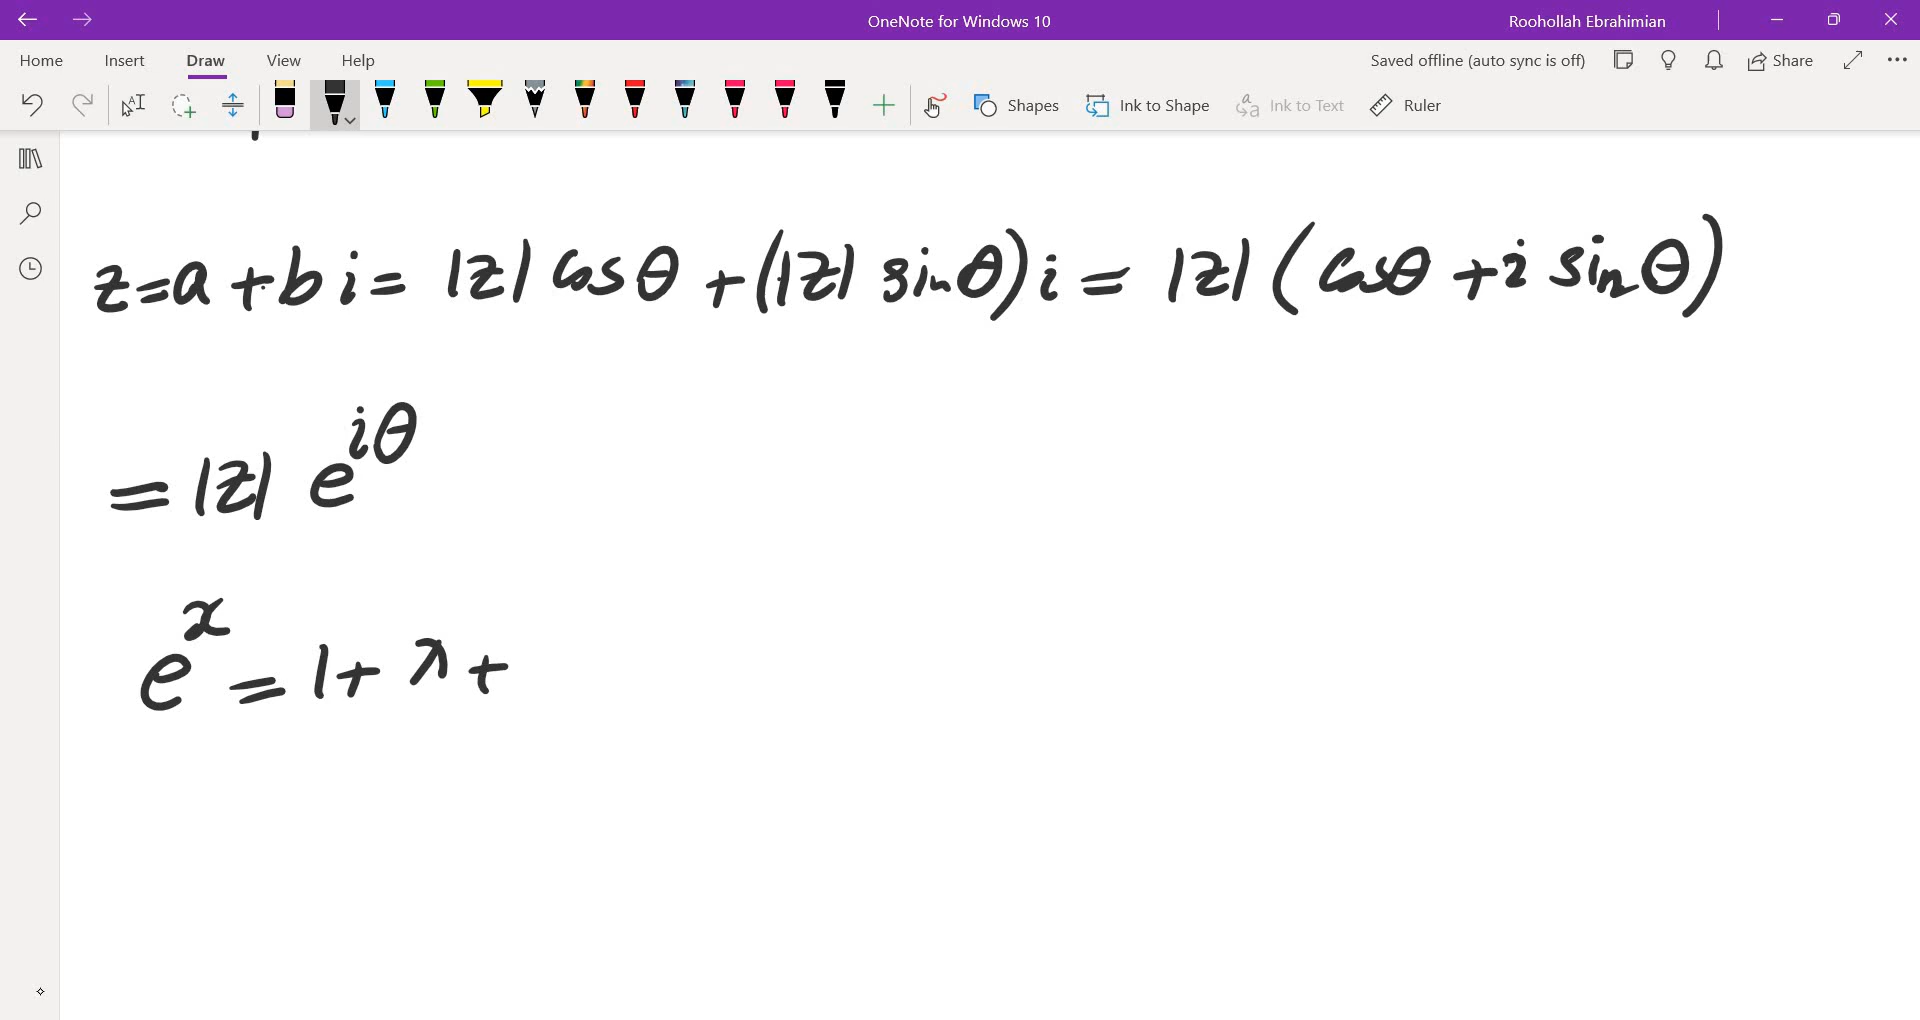 OneNote for Windows 10
Roohollah Ebrahimian
Home Insert Draw View Help
Saved offline (auto sync is off) Share
Shapes Ink to Shape Ink to Text Ruler
z=a+bi= |z| cosθ +(|z| sinθ)i = |z| (cosθ +i sinθ)
= |z| e^{iθ}
e^x = 1+ x +